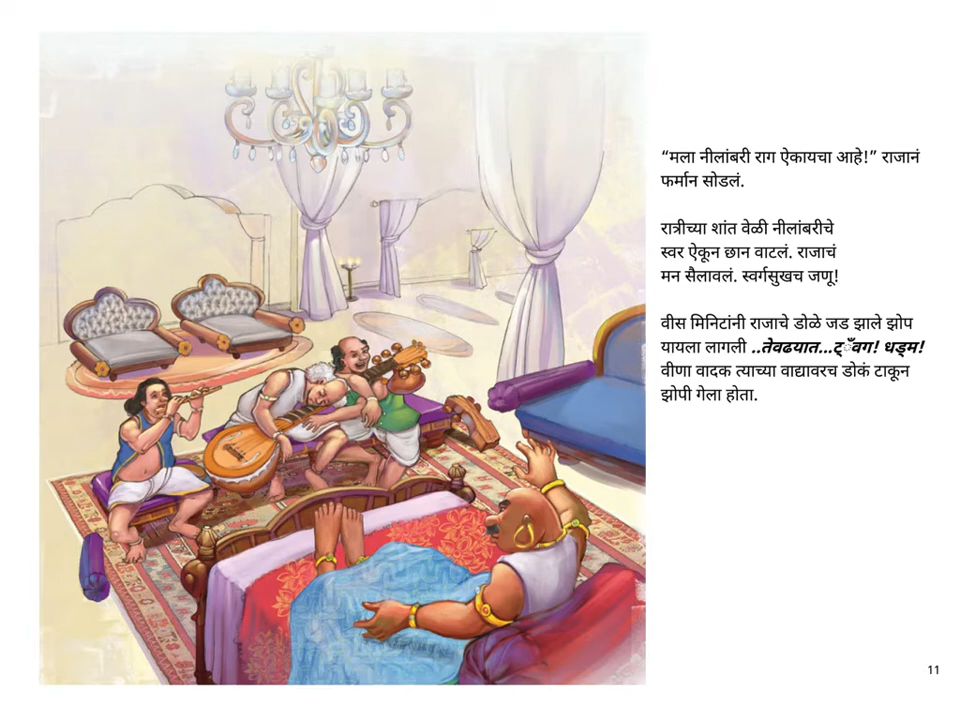 “मला नीलांबरी राग ऐकायचा आहे!” राजानं
फर्मान सोडलं.
रात्रीच्या शांत वेळी नीलांबरीचे
स्वर ऐकून छान वाटलं. राजाचं
मन सैलावलं. स्वर्गसुखच जणू!
वीस मिनिटांनी राजाचे डोळे जड झाले झोप
यायला लागली ..तेवढयात...ट्ँवग! धड्म!
वीणा वादक त्याच्या वाद्यावरच डोकं टाकून
झोपी गेला होता.
11